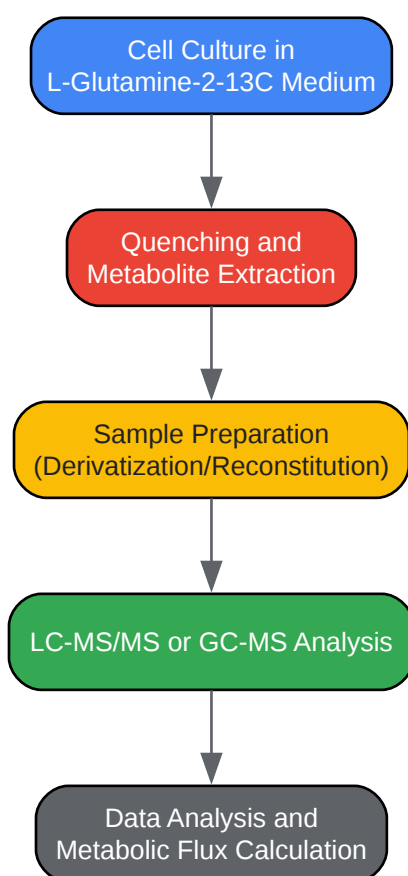 Cell Culture in
L-Glutamine-2-13C Medium
Quenching and
Metabolite Extraction
Sample Preparation
(Derivatization/Reconstitution)
LC-MS/MS or GC-MS Analysis
Data Analysis and
Metabolic Flux Calculation